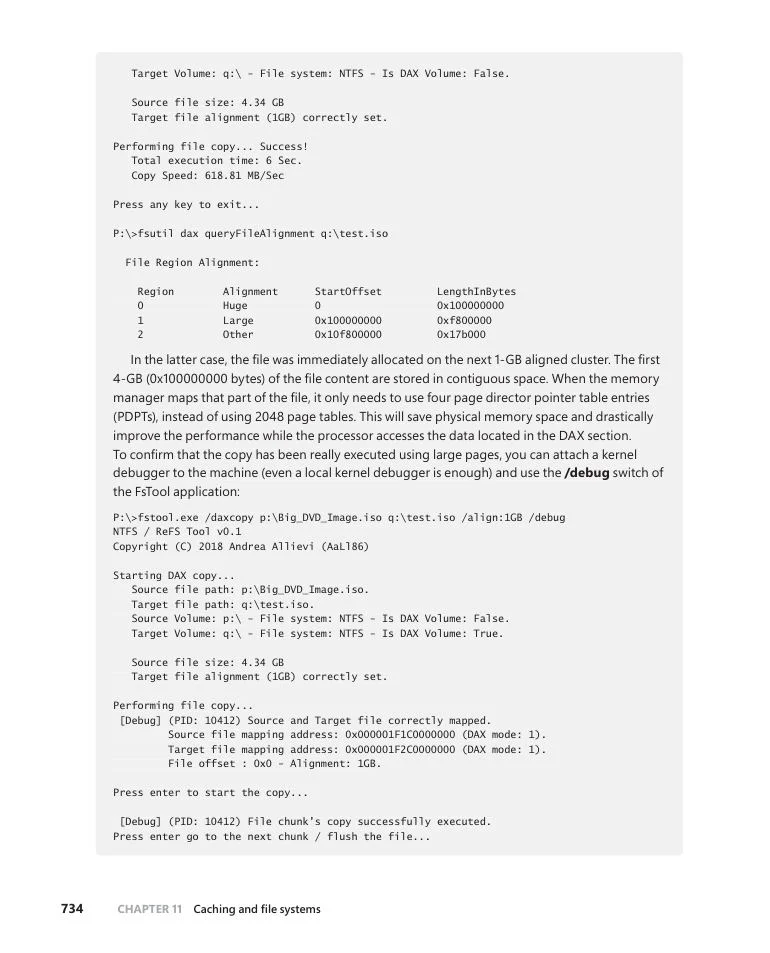 Target Volume: q:\ - File system: NTFS - Is DAX Volume: False.
Source file size: 4.34 GB
Target file alignment (1GB) correctly set.
Performing file copy... Success!
Total execution time: 6 Sec.
Copy Speed: 618.81 MB/Sec
Press any key to exit...
P:\>fsutil dax queryFileAlignment q:\test.iso
File Region Alignment:
Region Alignment StartOffset LengthInBytes
0 Huge 0 0x100000000
1 Large 0x100000000 0xf800000
2 Other 0x10f800000 0x17b000
In the latter case, the file was immediately allocated on the next 1-GB aligned cluster. The first
4-GB (0x100000000 bytes) of the file content are stored in contiguous space. When the memory
manager maps that part of the file, it only needs to use four page director pointer table entries
(PDPTs), instead of using 2048 page tables. This will save physical memory space and drastically
improve the performance while the processor accesses the data located in the DAX section.
To confirm that the copy has been really executed using large pages, you can attach a kernel
debugger to the machine (even a local kernel debugger is enough) and use the /debug switch of
the FsTool application:
P:\>fstool.exe /daxcopy p:\Big_DVD_Image.iso q:\test.iso /align:1GB /debug
NTFS / ReFS Tool v0.1
Copyright (C) 2018 Andrea Allievi (AaLl86)
Starting DAX copy...
Source file path: p:\Big_DVD_Image.iso.
Target file path: q:\test.iso.
Source Volume: p:\ - File system: NTFS - Is DAX Volume: False.
Target Volume: q:\ - File system: NTFS - Is DAX Volume: True.
Source file size: 4.34 GB
Target file alignment (1GB) correctly set.
Performing file copy...
[Debug] (PID: 10412) Source and Target file correctly mapped.
Source file mapping address: 0x000001F1C0000000 (DAX mode: 1).
Target file mapping address: 0x000001F2C0000000 (DAX mode: 1).
File offset : 0x0 - Alignment: 1GB.
Press enter to start the copy...
[Debug] (PID: 10412) File chunk’s copy successfully executed.
Press enter go to the next chunk / flush the file...
734 CHAPTER 11 Caching and file systems